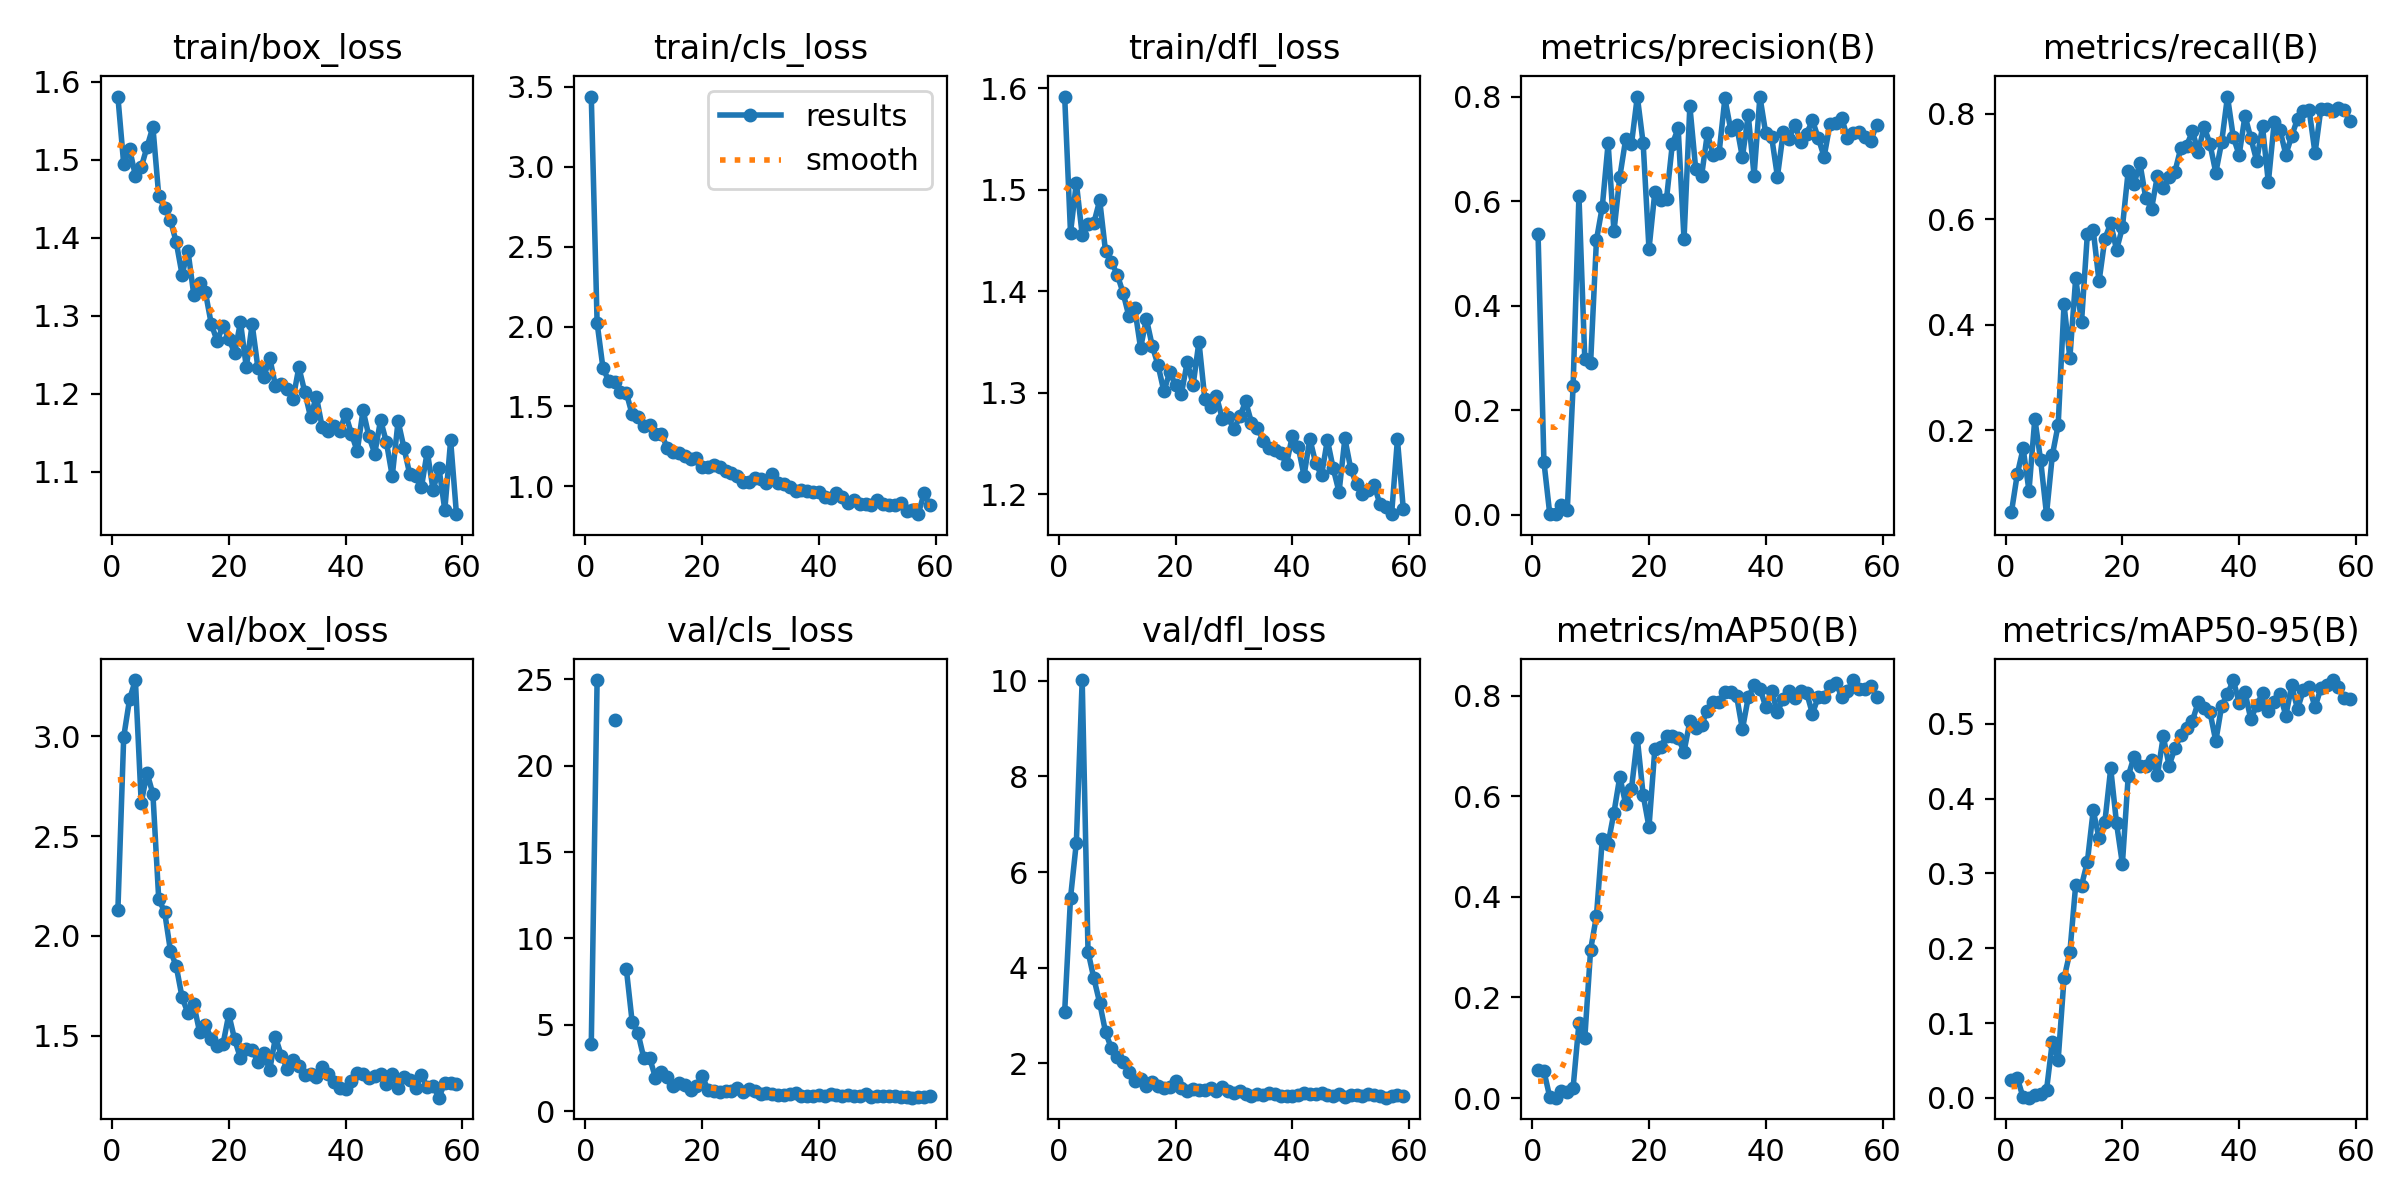 train/box_loss
1.6
1.5
1.4
1.3
1.2
1.1
0 20 40 60
train/cls_loss
results
smooth
3.5
3.0
2.5
2.0
1.5
1.0
0 20 40 60
train/dfl_loss
1.6
1.5
1.4
1.3
1.2
0 20 40 60
metrics/precision(B)
0.8
0.6
0.4
0.2
0.0
0 20 40 60
metrics/recall(B)
0.8
0.6
0.4
0.2
0 20 40 60
val/box_loss
3.0
2.5
2.0
1.5
0 20 40 60
val/cls_loss
25
20
15
10
5
0
0 20 40 60
val/dfl_loss
10
8
6
4
2
0 20 40 60
metrics/mAP50(B)
0.8
0.6
0.4
0.2
0.0
0 20 40 60
metrics/mAP50-95(B)
0.5
0.4
0.3
0.2
0.1
0.0
0 20 40 60